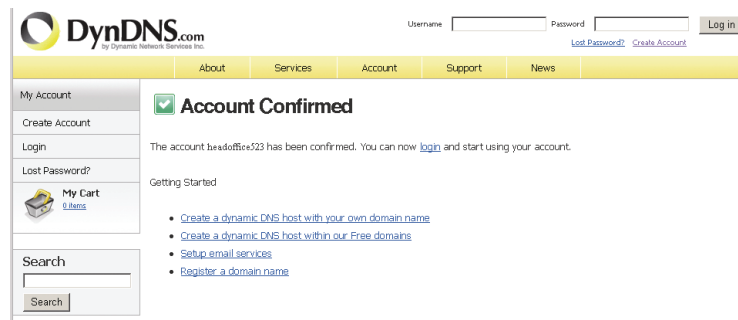 DynDNS.com
by Dynamic Network Services Inc.
Username
Password
Log in
Lost Password? Create Account
About Services Account Support News
My Account
Create Account
Login
Lost Password?
My Cart
0 items
Search
Search
Account Confirmed
The account headoffice523 has been confirmed. You can now login and start using your account.
Getting Started
• Create a dynamic DNS host with your own domain name
• Create a dynamic DNS host within our Free domains
• Setup email services
• Register a domain name